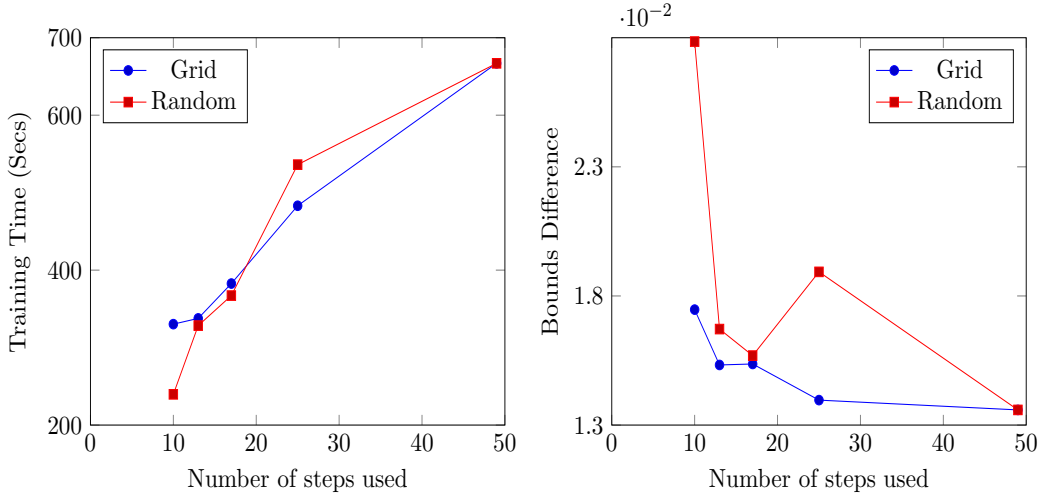 700
600
400
200
0
10
20
30
40
50
Training Time (Secs)
Number of steps used
Grid
Random
·10⁻²
2.3
1.8
1.3
0
10
20
30
40
50
Bounds Difference
Number of steps used
Grid
Random